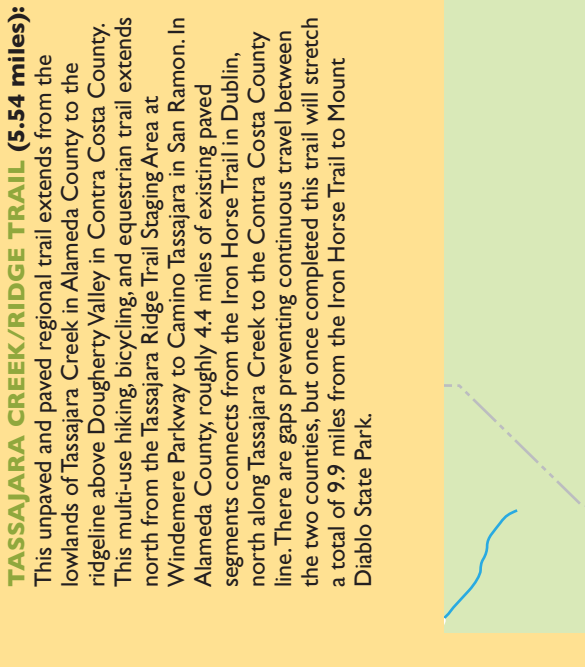 TASSAJARA CREEK/RIDGE TRAIL (5.54 miles):
This unpaved and paved regional trail extends from the
lowlands of Tassajara Creek in Alameda County to the
ridgeline above Dougherty Valley in Contra Costa County.
This multi-use hiking, bicycling, and equestrian trail extends
north from the Tassajara Ridge Trail Staging Area at
Windemere Parkway to Camino Tassajara in San Ramon. In
Alameda County, roughly 4.4 miles of existing paved
segments connects from the Iron Horse Trail in Dublin,
north along Tassajara Creek to the Contra Costa County
line. There are gaps preventing continuous travel between
the two counties, but once completed this trail will stretch
a total of 9.9 miles from the Iron Horse Trail to Mount
Diablo State Park.